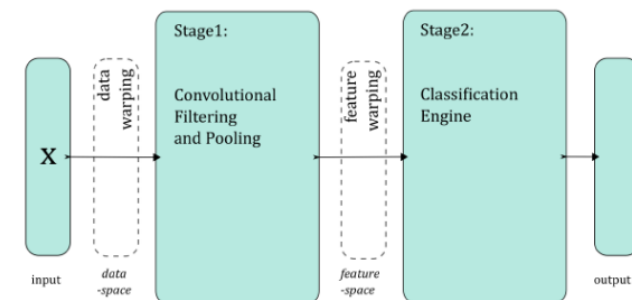 Stage1:
Stage2:
data
warping
feature
warping
Convolutional
Filtering
and Pooling
Classification
Engine
X
input
data
-space
feature
-space
output